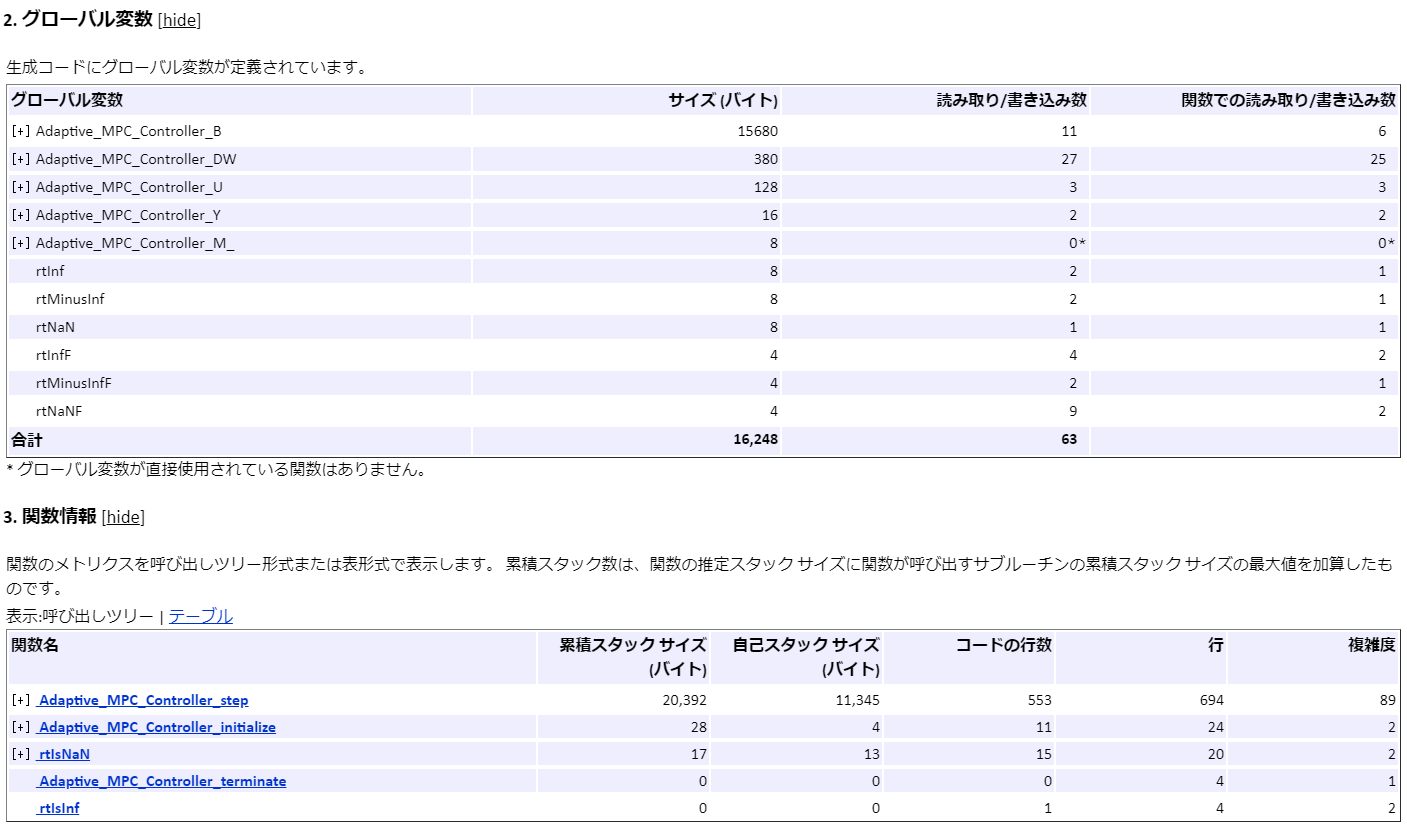 2. グローバル変数 [hide]
生成コードにグローバル変数が定義されています。
グローバル変数 サイズ (バイト) 読み取り/書き込み数 関数での読み取り/書き込み数
[+] Adaptive_MPC_Controller_B 15680 11 6
[+] Adaptive_MPC_Controller_DW 380 27 25
[+] Adaptive_MPC_Controller_U 128 3 3
[+] Adaptive_MPC_Controller_Y 16 2 2
[+] Adaptive_MPC_Controller_M_ 8 0* 0*
rtInf 8 2 1
rtMinusInf 8 2 1
rtNaN 8 1 1
rtInfF 4 4 2
rtMinusInfF 4 2 1
rtNaNF 4 9 2
合計 16,248 63
* グローバル変数が直接使用されている関数はありません。
3. 関数情報 [hide]
関数のメトリクスを呼び出しツリー形式または表形式で表示します。 累積スタック数は、関数の推定スタック サイズに関数が呼び出すサブルーチンの累積スタック サイズの最大値を加算したも
のです。
表示:呼び出しツリー | テーブル
関数名 累積スタック サイズ 自己スタック サイズ コードの行数 行 複雑度
(バイト) (バイト)
[+] Adaptive_MPC_Controller_step 20,392 11,345 553 694 89
[+] Adaptive_MPC_Controller_initialize 28 4 11 24 2
[+] rtIsNaN 17 13 15 20 2
Adaptive_MPC_Controller_terminate 0 0 0 4 1
rtIsInf 0 0 1 4 2